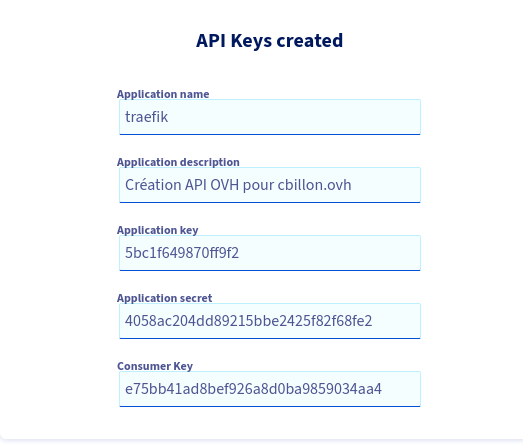 API Keys created
Application name
traefik
Application description
Création API OVH pour cbillon.ovh
Application key
5bc1f649870ff9f2
Application secret
4058ac204dd89215bbe2425f82f68fe2
Consumer Key
e75bb41ad8bef926a8d0ba9859034aa4